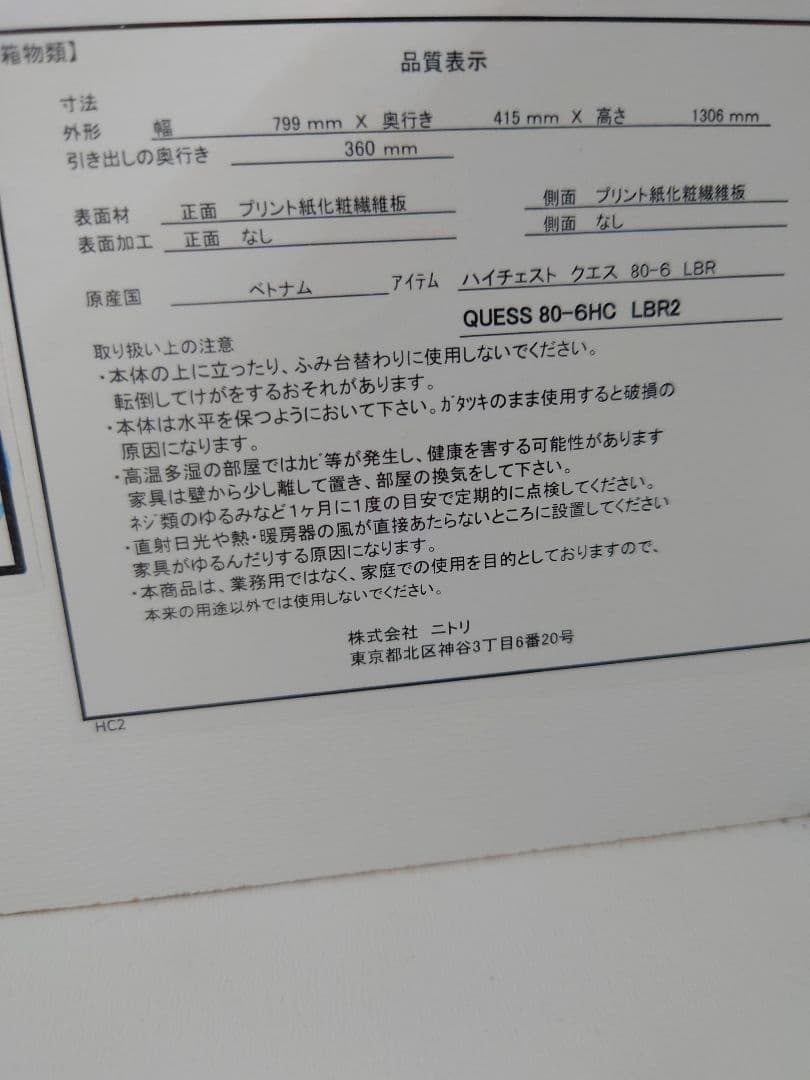 箱物類】
品質表示
寸法
外形 幅 799 mm X 奥行き 415 mm X 高さ 1306 mm
引き出しの奥行き 360 mm
表面材 正面 プリント紙化粧繊維板 側面 プリント紙化粧繊維板
表面加工 正面 なし 側面 なし
原産国 ベトナム アイテム ハイチェスト クエス 80-6 LBR
QUESS 80-6HC LBR2
取り扱い上の注意
・本体の上に立ったり、ふみ台替わりに使用しないでください。
転倒してけがをするおそれがあります。
・本体は水平を保つようにおいて下さい。ｶﾞﾀﾂｷのまま使用すると破損の
原因になります。
・高温多湿の部屋ではｶﾋﾞ等が発生し、健康を害する可能性があります
家具は壁から少し離して置き、部屋の換気をして下さい。
ﾈｼﾞ類のゆるみなど1ヶ月に1度の目安で定期的に点検してください。
・直射日光や熱・暖房器の風が直接あたらないところに設置してください
家具がゆるんだりする原因になります。
・本商品は、業務用ではなく、家庭での使用を目的としておりますので、
本来の用途以外では使用しないでください。
株式会社 ニトリ
東京都北区神谷3丁目6番20号
HC2